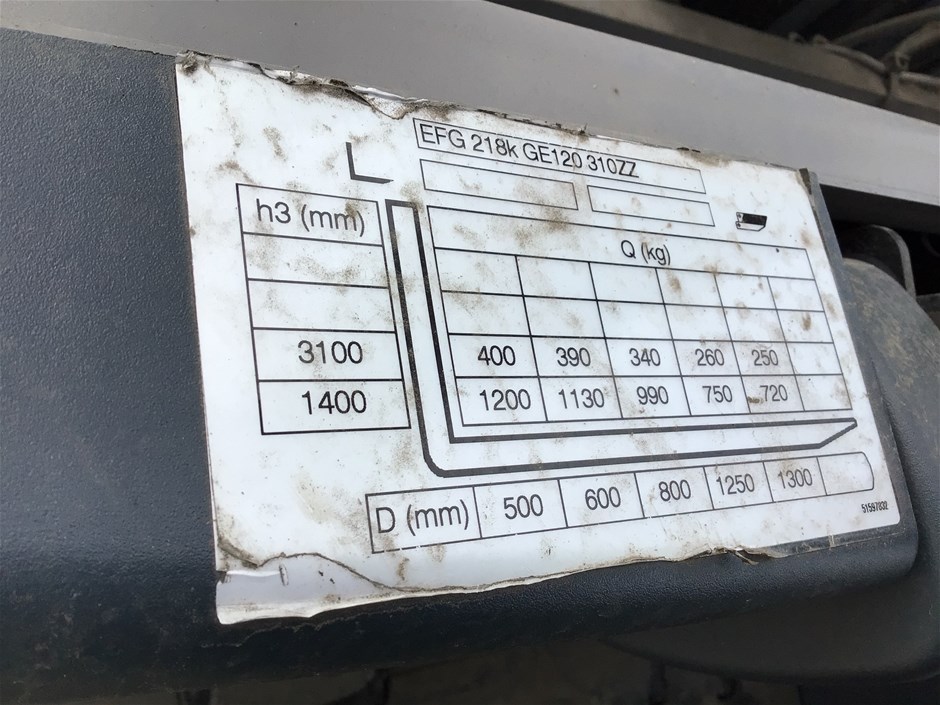 EFG 218k GE120 310ZZ
h3 (mm)
Q (kg)
3100 400 390 340 260 250
1400 1200 1130 990 750 720
D (mm) 500 600 800 1250 1300
51597832